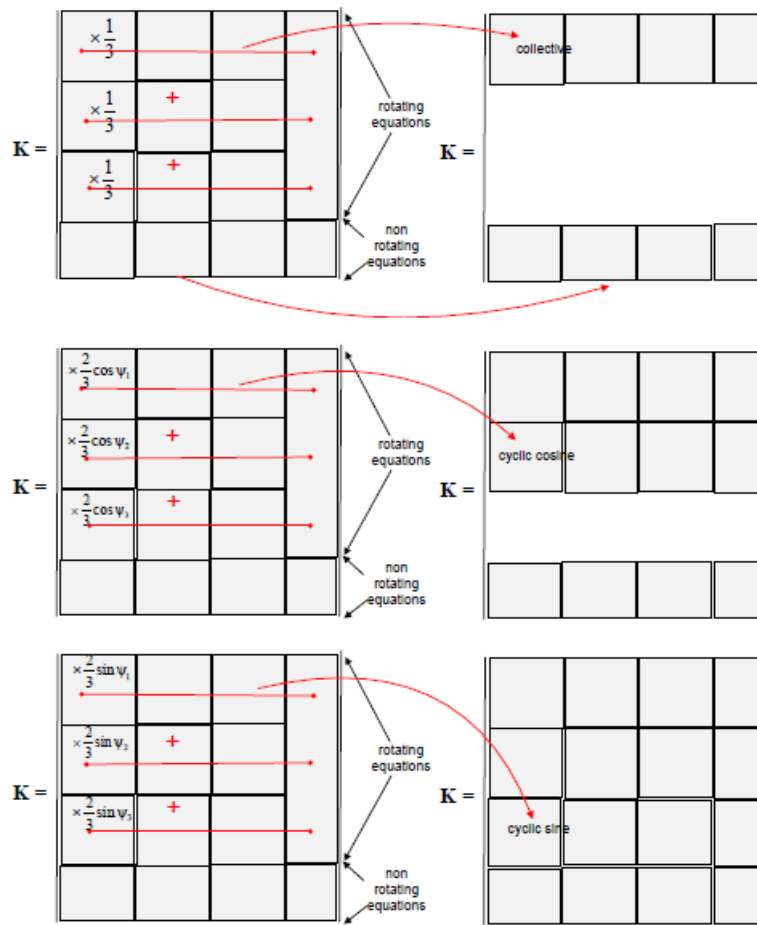 × 1/3
collective
× 1/3
+
rotating
equations
K =
K =
× 1/3
+
non
rotating
equations
× 2/3 cos ψ₁
× 2/3 cos ψ₂
+
rotating
equations
cyclic cosine
K =
K =
× 2/3 cos ψ₃
+
non
rotating
equations
× 2/3 sin ψ₁
× 2/3 sin ψ₂
+
rotating
equations
K =
K =
× 2/3 sin ψ₃
+
cyclic sine
non
rotating
equations